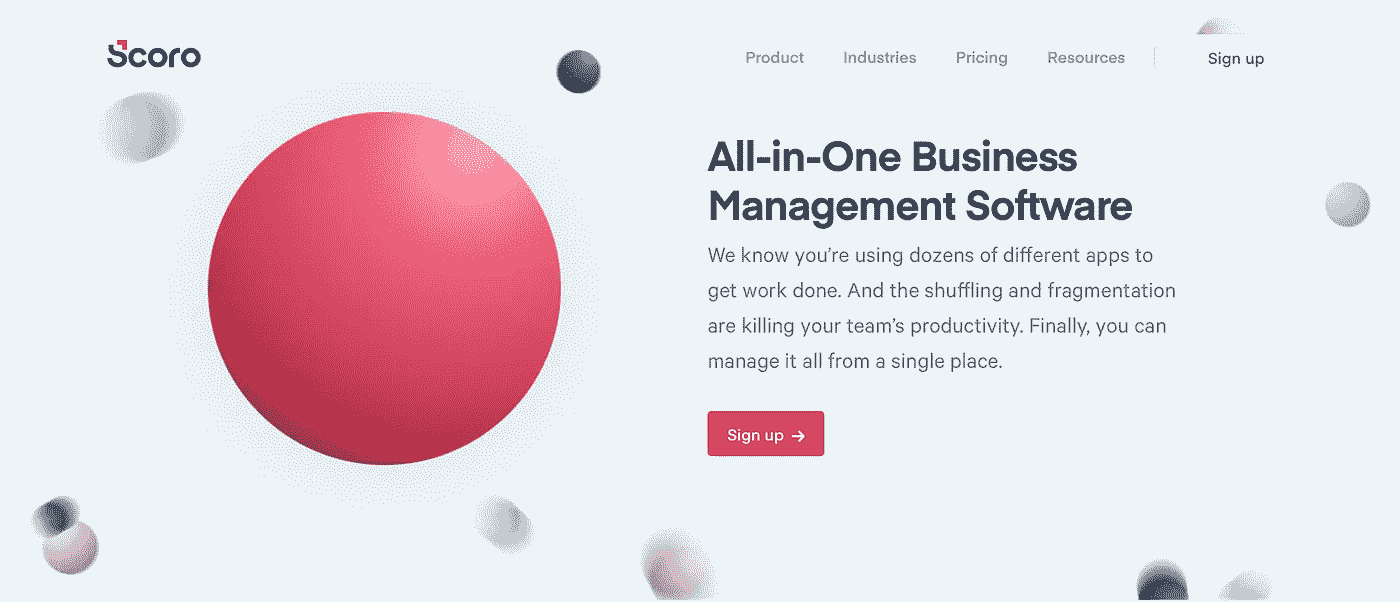 Scoro
Product
Industries
Pricing
Resources
Sign up
All-in-One Business
Management Software
We know you’re using dozens of different apps to
get work done. And the shuffling and fragmentation
are killing your team’s productivity. Finally, you can
manage it all from a single place.
Sign up →